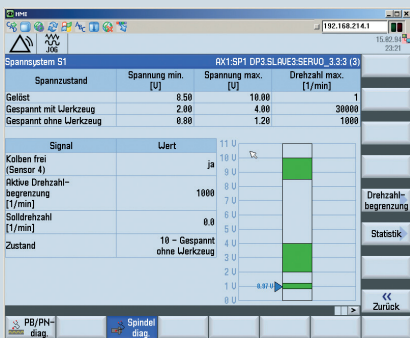 HMI
192.168.214.1
JOG
15.02.94
23:21
Spannsystem S1 AX1:SP1 DP3.SLAVE3:SERVO_3.3:3 (3)
Spannzustand Spannung min. [V] Spannung max. [V] Drehzahl max. [1/min]
Gelöst 8.50 10.00 1
Gespannt mit Werkzeug 2.00 4.00 30000
Gespannt ohne Werkzeug 0.80 1.20 1000
Signal Wert
Kolben frei
(Sensor 4) ja
Aktive Drehzahl-
begrenzung 1000
[1/min]
Solldrehzahl
[1/min] 0.0
Zustand 10 - Gespannt
ohne Werkzeug
11 V
10 V
9 V
8 V
7 V
6 V
5 V
4 V
3 V
2 V
1 V
0.97 V
0 V
Drehzahl-
begrenzung
Statistik
«
Zurück
>
PB/PN-
diag.
Spindel
diag.